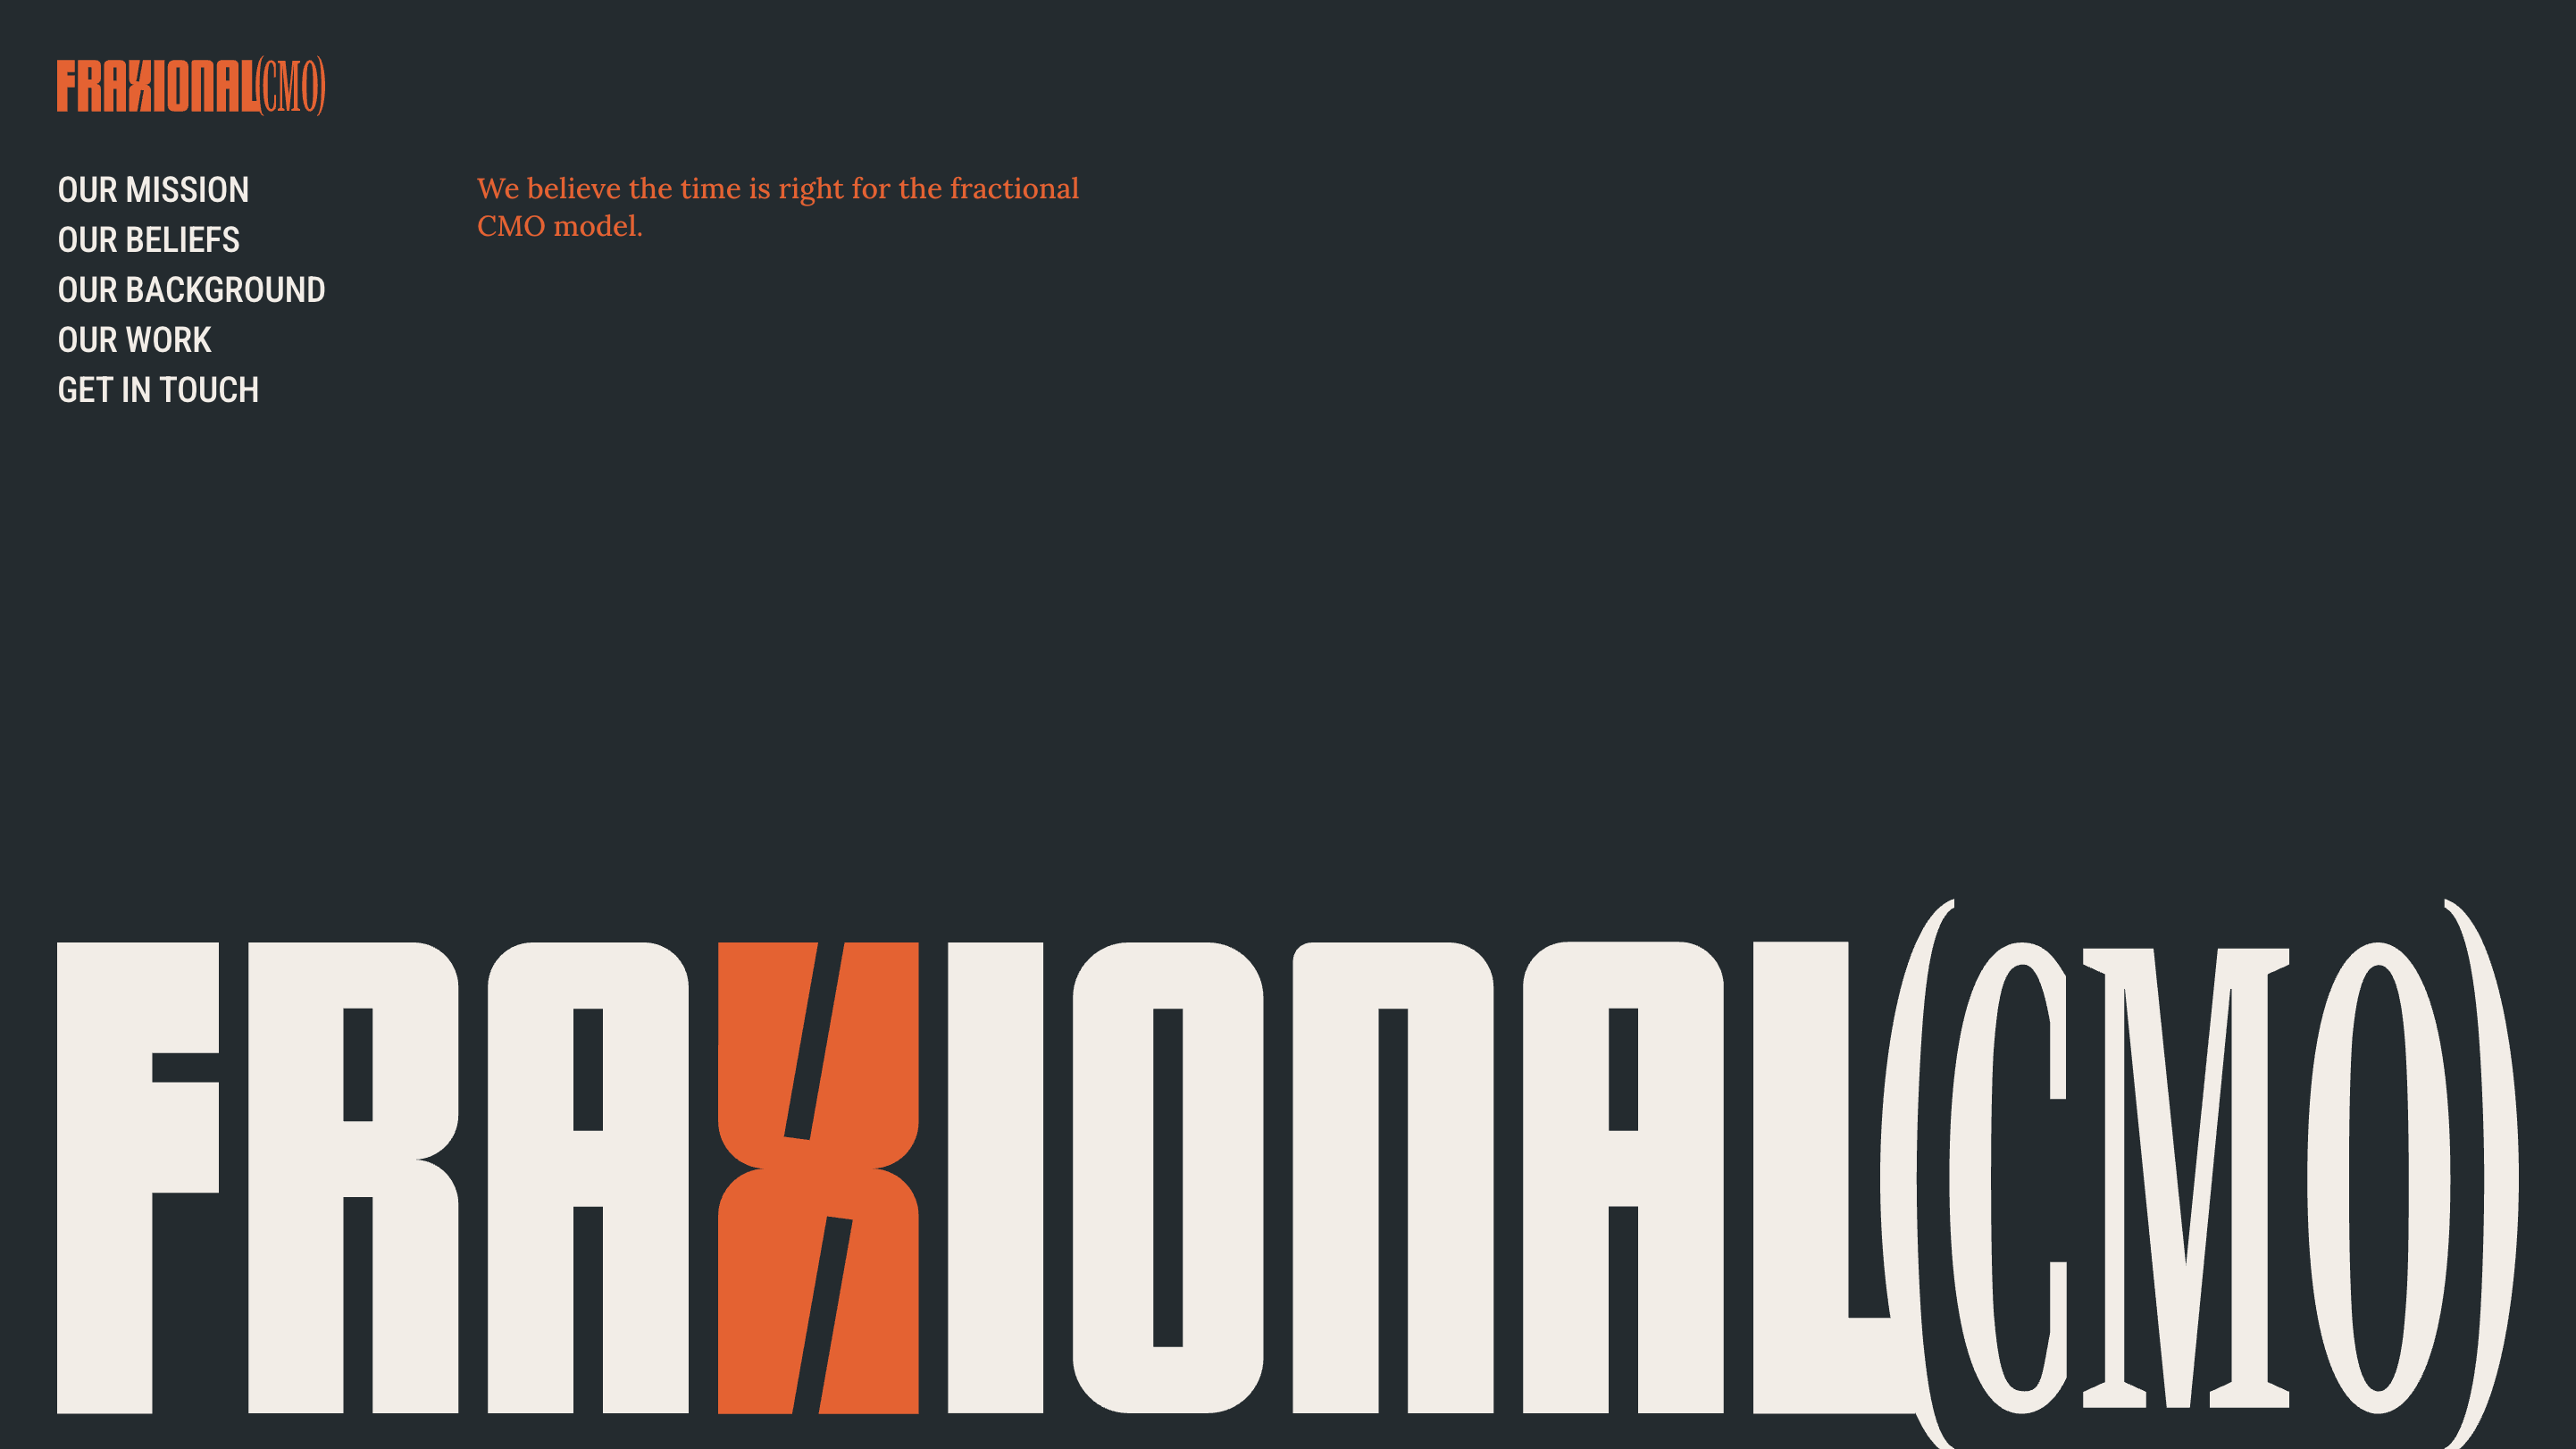 FRAXIONAL(CMO)
OUR MISSION
OUR BELIEFS
OUR BACKGROUND
OUR WORK
GET IN TOUCH
We believe the time is right for the fractional
CMO model.
FRAXIONAL(CMO)